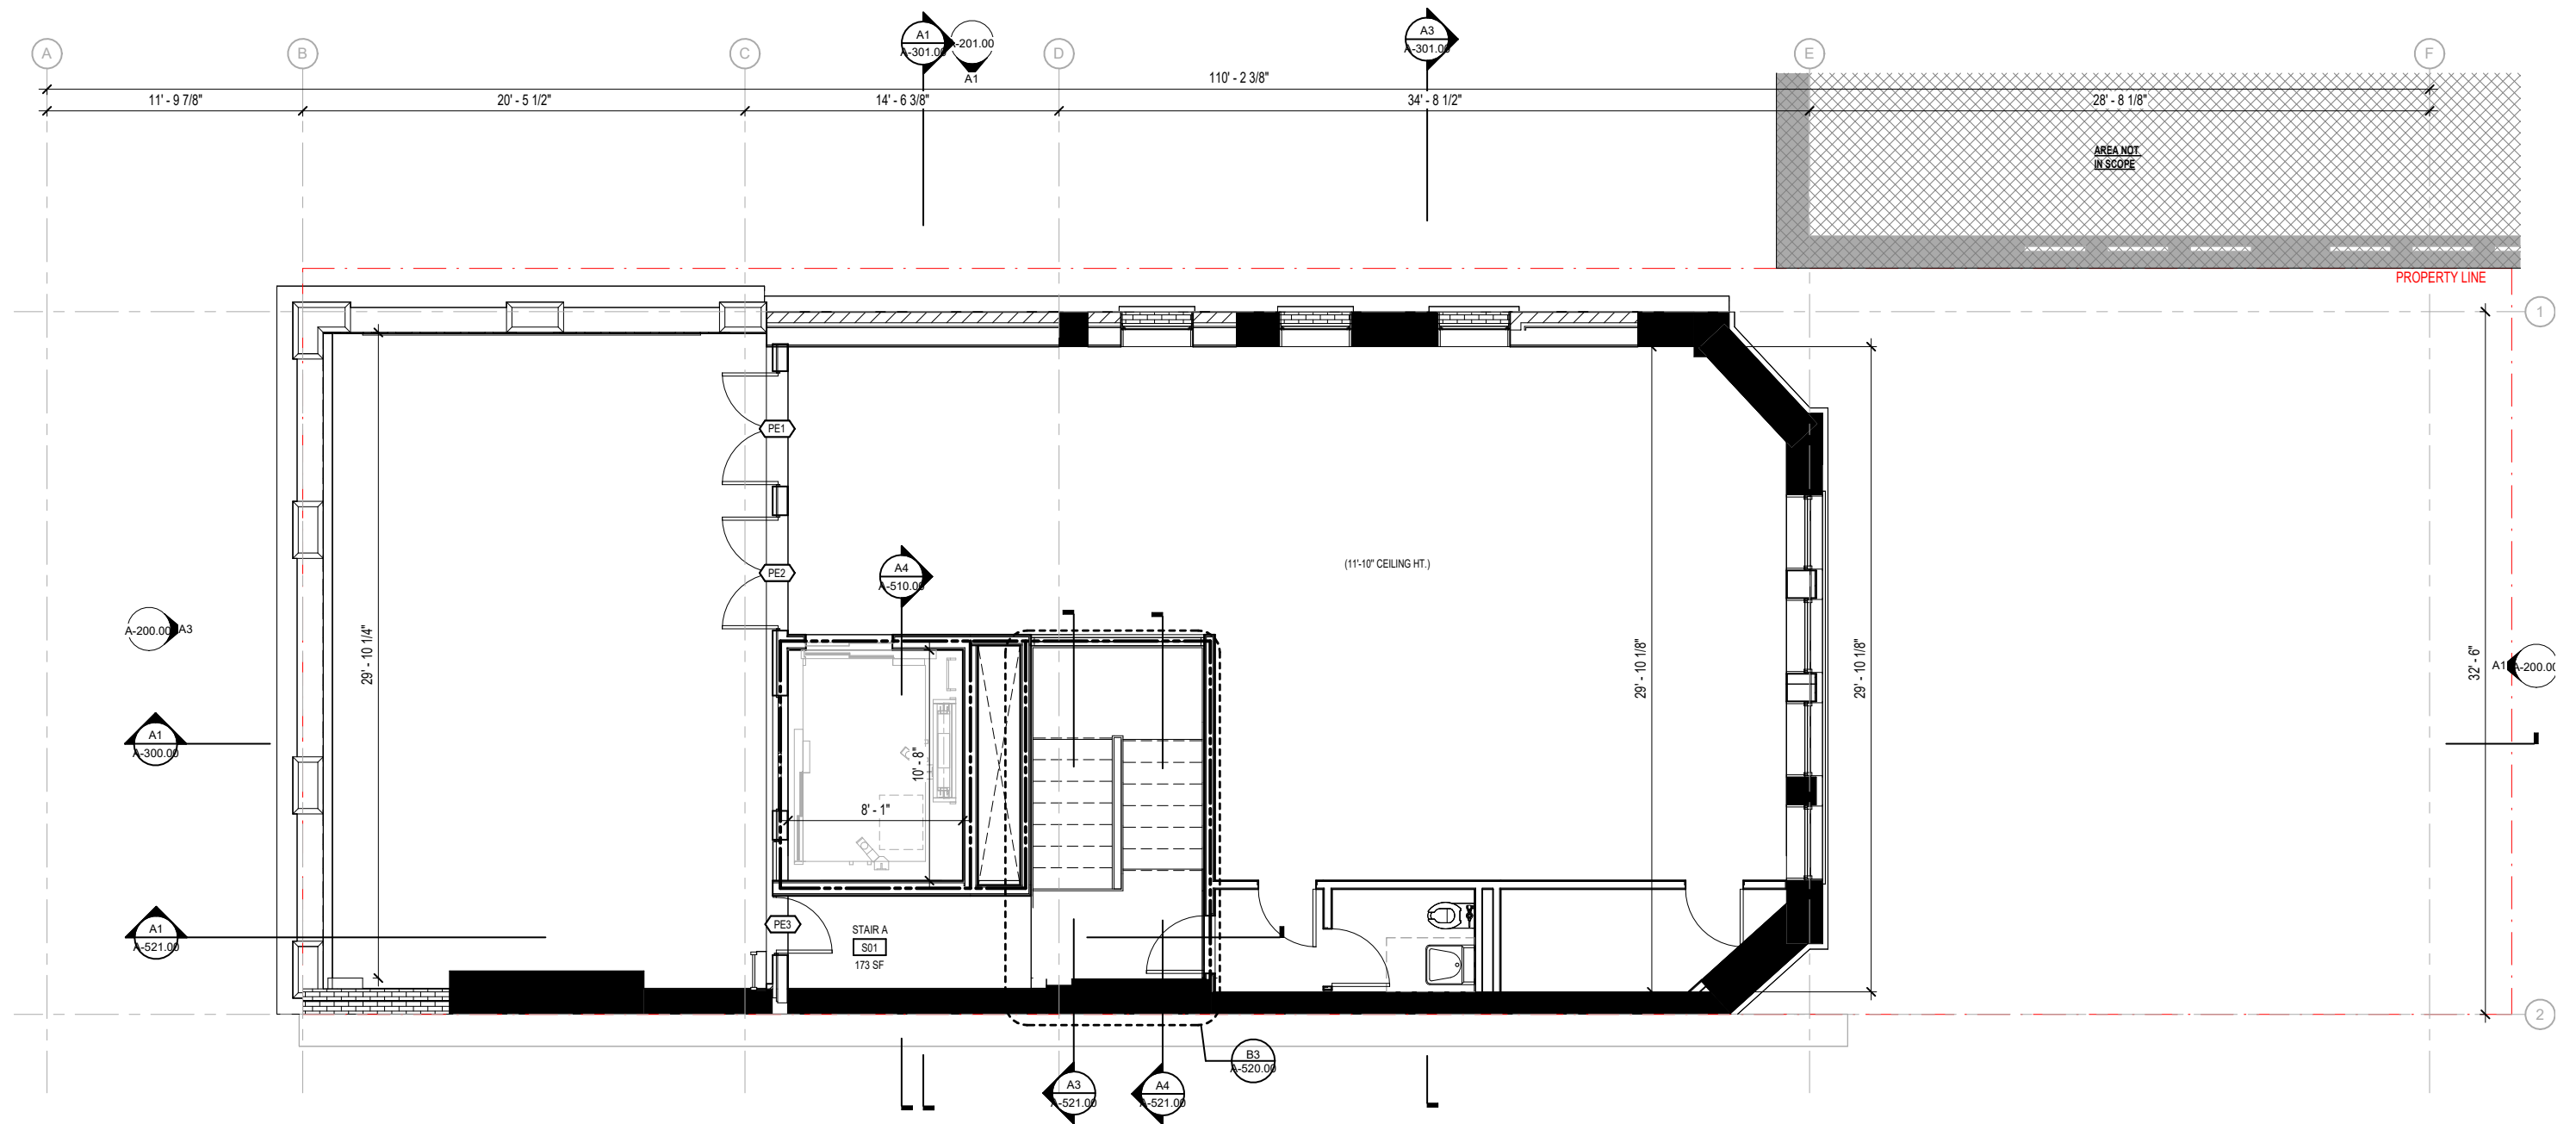 A
B
C
D
E
F
A1
A-301.00
A-201.00
A1
A3
A-301.00
110' - 2 3/8"
11' - 9 7/8"
20' - 5 1/2"
14' - 6 3/8"
34' - 8 1/2"
28' - 8 1/8"
AREA NOT
IN SCOPE
PROPERTY LINE
1
PE1
PE2
(11'-10" CEILING HT.)
A4
A-510.00
A-200.00
A3
29' - 10 1/4"
29' - 10 1/8"
29' - 10 1/8"
32' - 6"
A1
A-200.00
A1
A-300.00
10' - 8"
8' - 1"
A1
A-521.00
PE3
STAIR A
S01
173 SF
2
B3
A-520.00
A3
A-521.00
A4
A-521.00